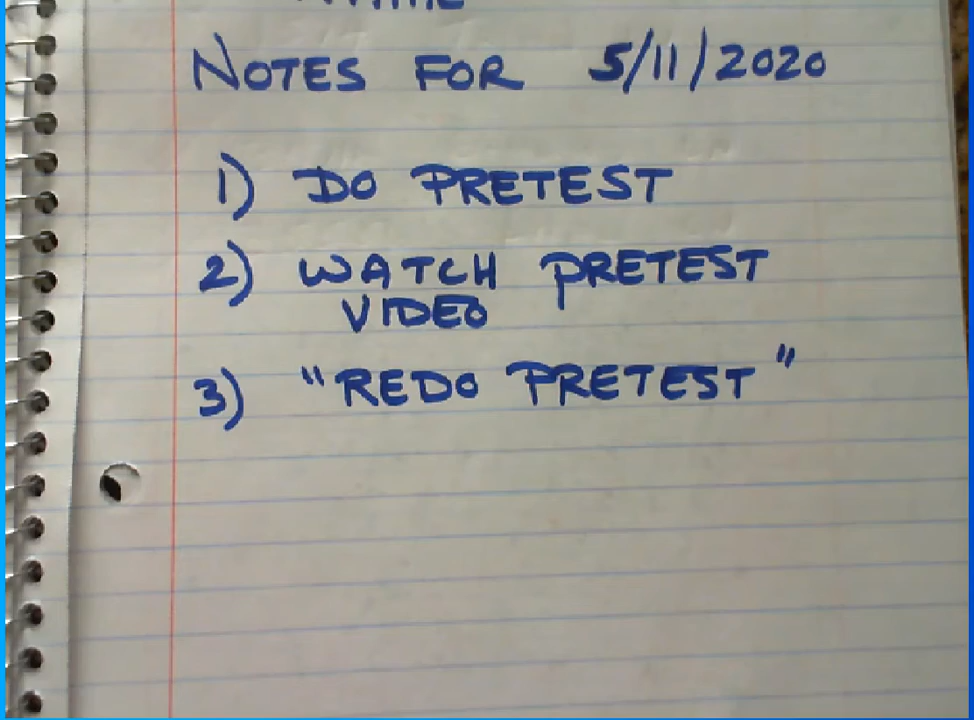 NOTES FOR 5/11/2020
1) DO PRETEST
2) WATCH PRETEST
VIDEO
3) "REDO PRETEST"